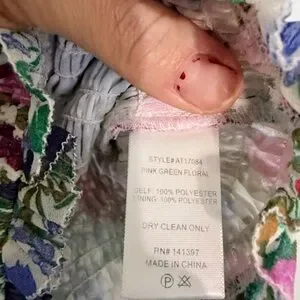 STYLE# AT17084
PINK GREEN FLORAL
SELF: 100% POLYESTER
LINING: 100% POLYESTER
DRY CLEAN ONLY
RN# 141397
MADE IN CHINA
P